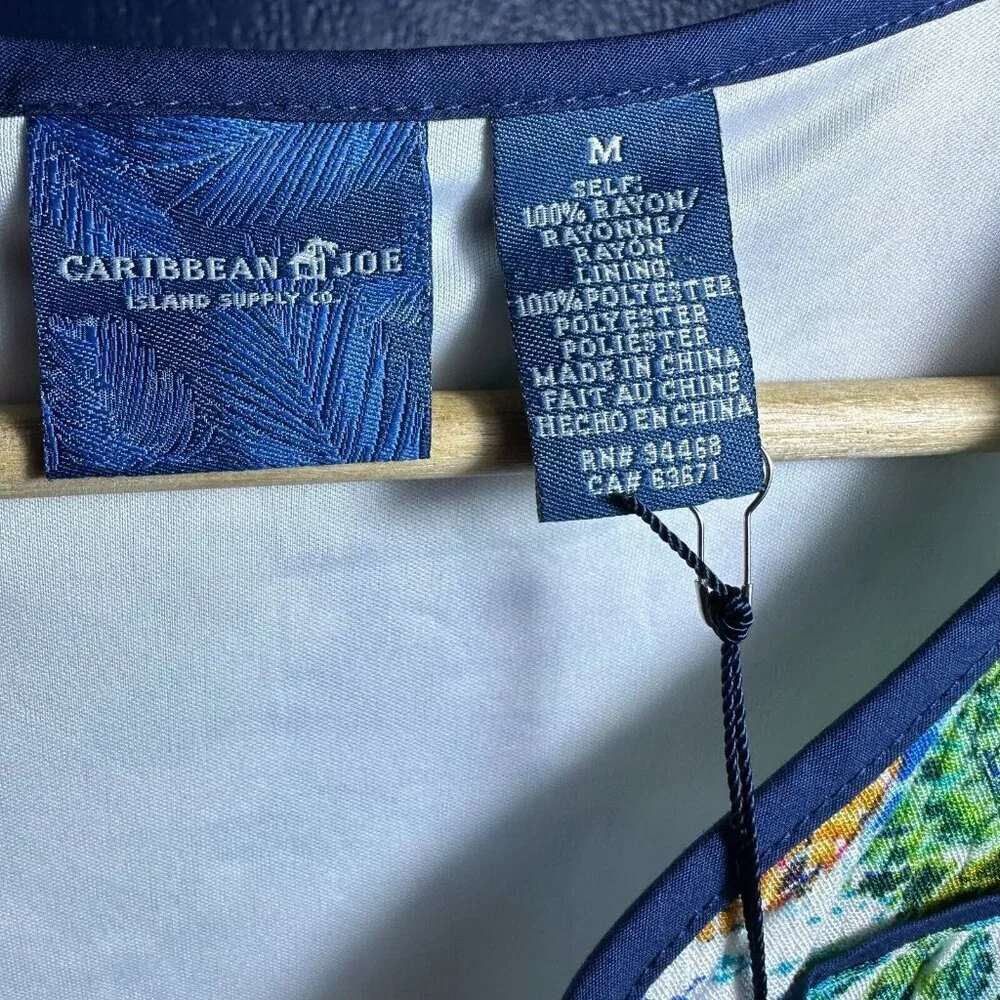 CARIBBEAN JOE
ISLAND SUPPLY CO.
M
SELF:
100% RAYON/
RAYONNE/
RAYON
LINING:
100% POLYESTER
POLYESTER
POLIESTER
MADE IN CHINA
FAIT AU CHINE
HECHO EN CHINA
RN# 94468
CA# 63671